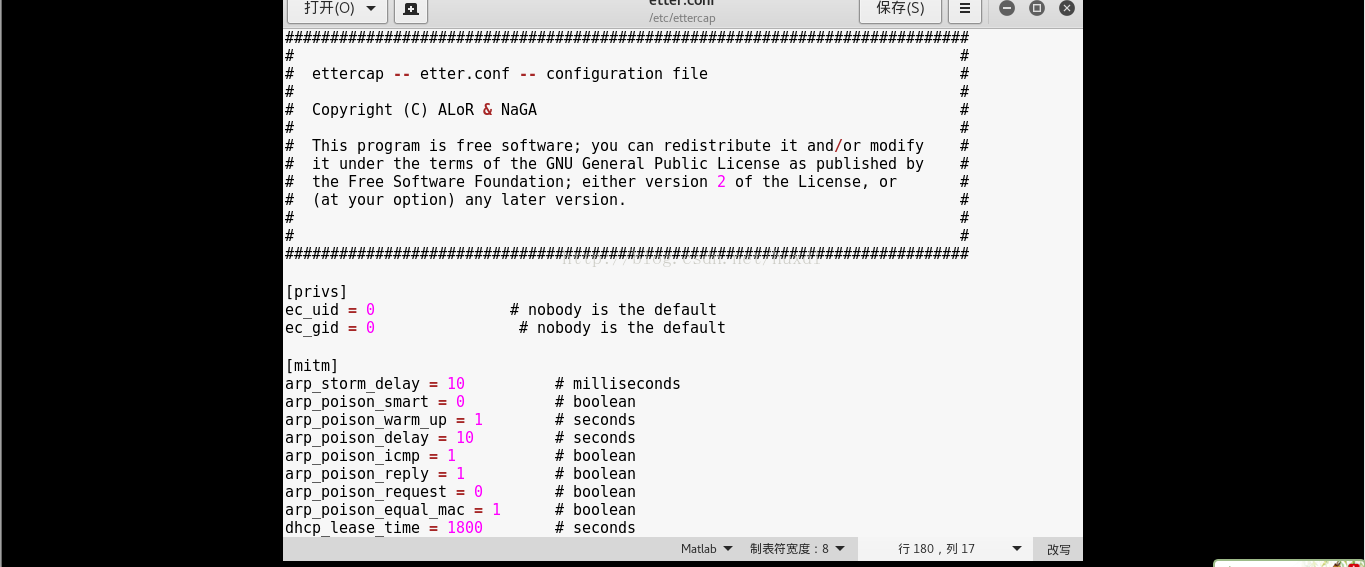 打开(O)
etter.conf
/etc/ettercap
保存(S)
############################################################################
#                                                                          #
#  ettercap -- etter.conf -- configuration file                            #
#                                                                          #
#  Copyright (C) ALoR & NaGA                                               #
#                                                                          #
#  This program is free software; you can redistribute it and/or modify    #
#  it under the terms of the GNU General Public License as published by    #
#  the Free Software Foundation; either version 2 of the License, or       #
#  (at your option) any later version.                                     #
#                                                                          #
#                                                                          #
############################################################################
[privs]
ec_uid = 0               # nobody is the default
ec_gid = 0                # nobody is the default
[mitm]
arp_storm_delay = 10          # milliseconds
arp_poison_smart = 0          # boolean
arp_poison_warm_up = 1        # seconds
arp_poison_delay = 10         # seconds
arp_poison_icmp = 1           # boolean
arp_poison_reply = 1          # boolean
arp_poison_request = 0        # boolean
arp_poison_equal_mac = 1      # boolean
dhcp_lease_time = 1800        # seconds
Matlab 制表符宽度：8 行 180，列 17 改写